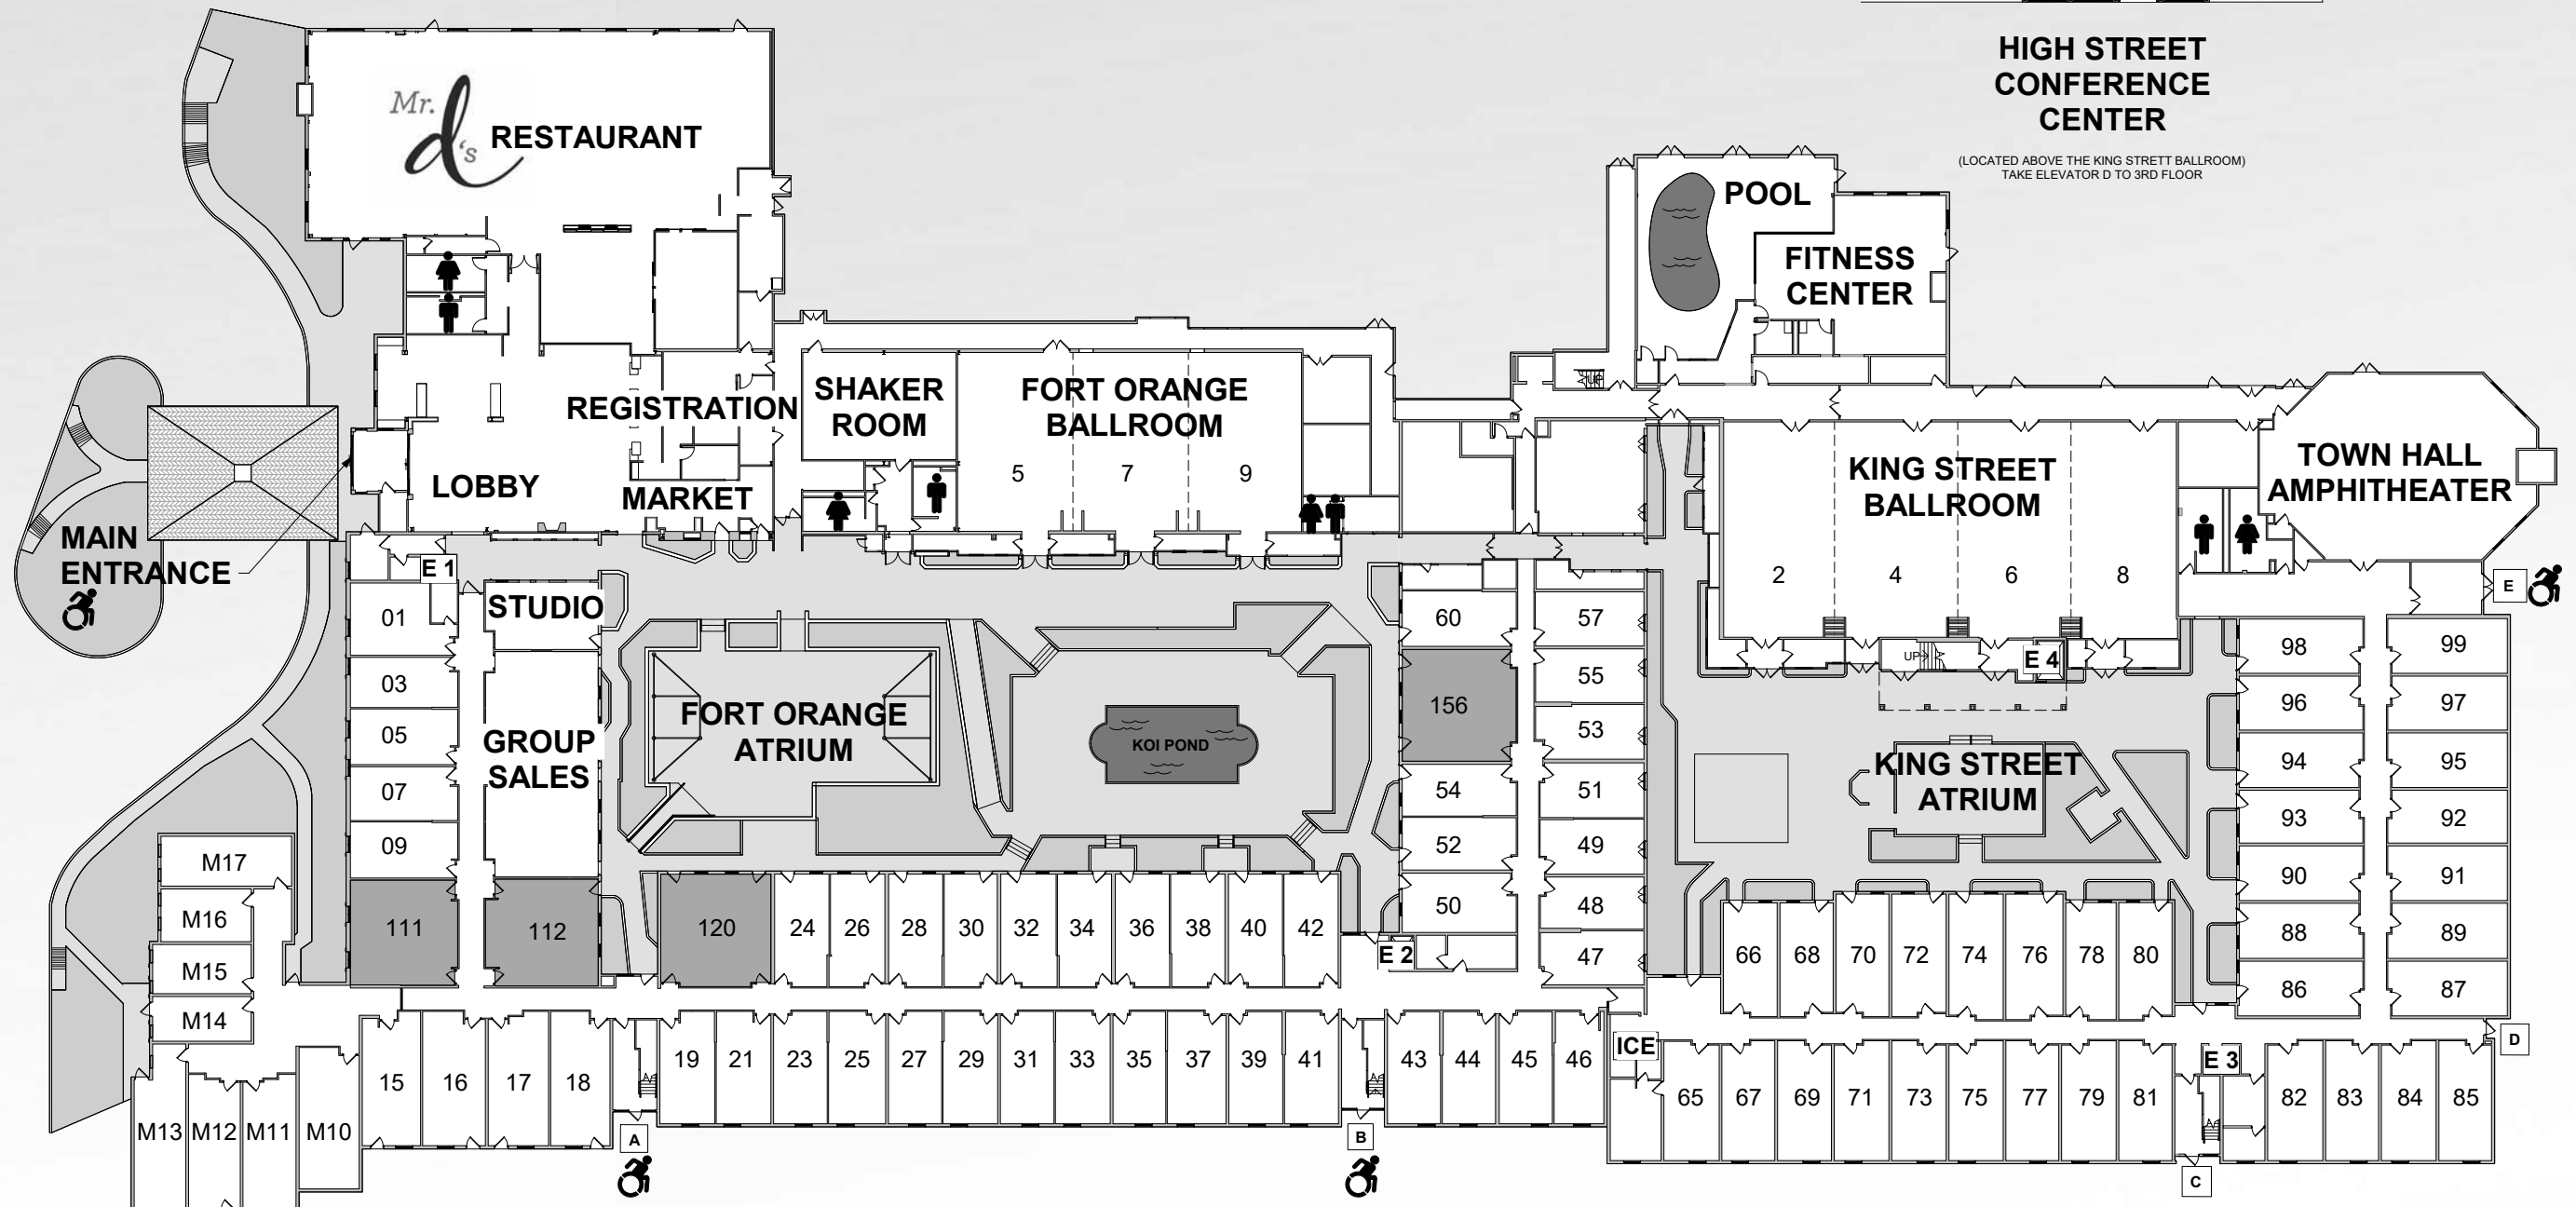 HIGH STREET
CONFERENCE
CENTER
(LOCATED ABOVE THE KING STRETT BALLROOM)
TAKE ELEVATOR D TO 3RD FLOOR
Mr. d's RESTAURANT
POOL
FITNESS
CENTER
REGISTRATION
LOBBY
MARKET
SHAKER
ROOM
FORT ORANGE
BALLROOM
5 7 9
UP
KING STREET
BALLROOM
2 4 6 8
UP
E 4
TOWN HALL
AMPHITHEATER
E
MAIN
ENTRANCE
E 1
STUDIO
GROUP
SALES
01
03
05
07
09
111
112
FORT ORANGE
ATRIUM
KOI POND
60
156
54
52
50
E 2
57
55
53
51
49
48
47
KING STREET
ATRIUM
98
96
94
93
90
88
86
99
97
95
92
91
89
87
M17
M16
M15
M14
M13 M12 M11 M10
120 24 26 28 30 32 34 36 38 40 42
66 68 70 72 74 76 78 80
15 16 17 18
19 21 23 25 27 29 31 33 35 37 39 41
43 44 45 46
ICE
65 67 69 71 73 75 77 79 81
E 3
82 83 84 85
D
A
B
C